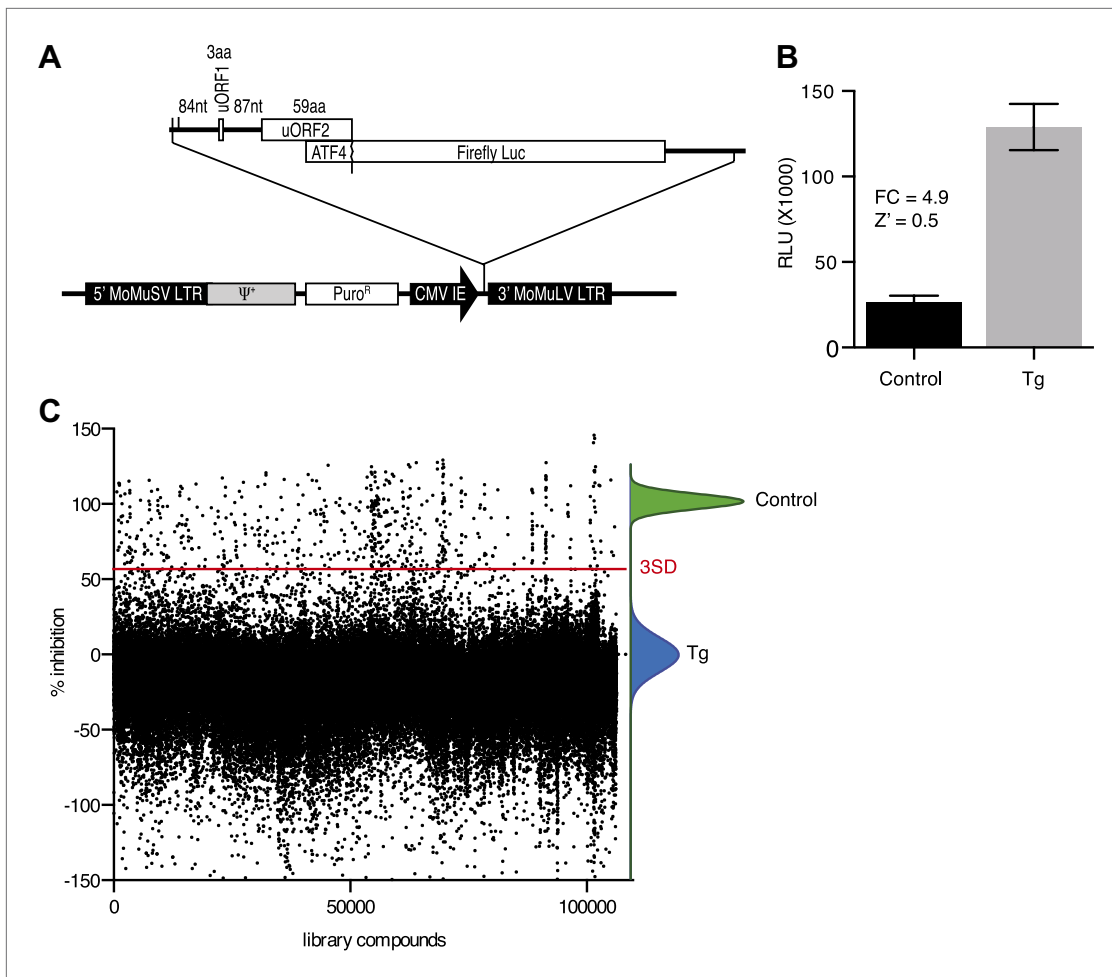 A
3aa
uORF1
84nt
87nt
59aa
uORF2
ATF4
Firefly Luc
5' MoMuSV LTR
Ψ+
PuroR
CMV IE
3' MoMuLV LTR
B
RLU (X1000)
150
100
50
0
FC = 4.9
Z' = 0.5
Control
Tg
C
% inhibition
150
100
50
0
-50
-100
-150
0
50000
100000
library compounds
Control
3SD
Tg